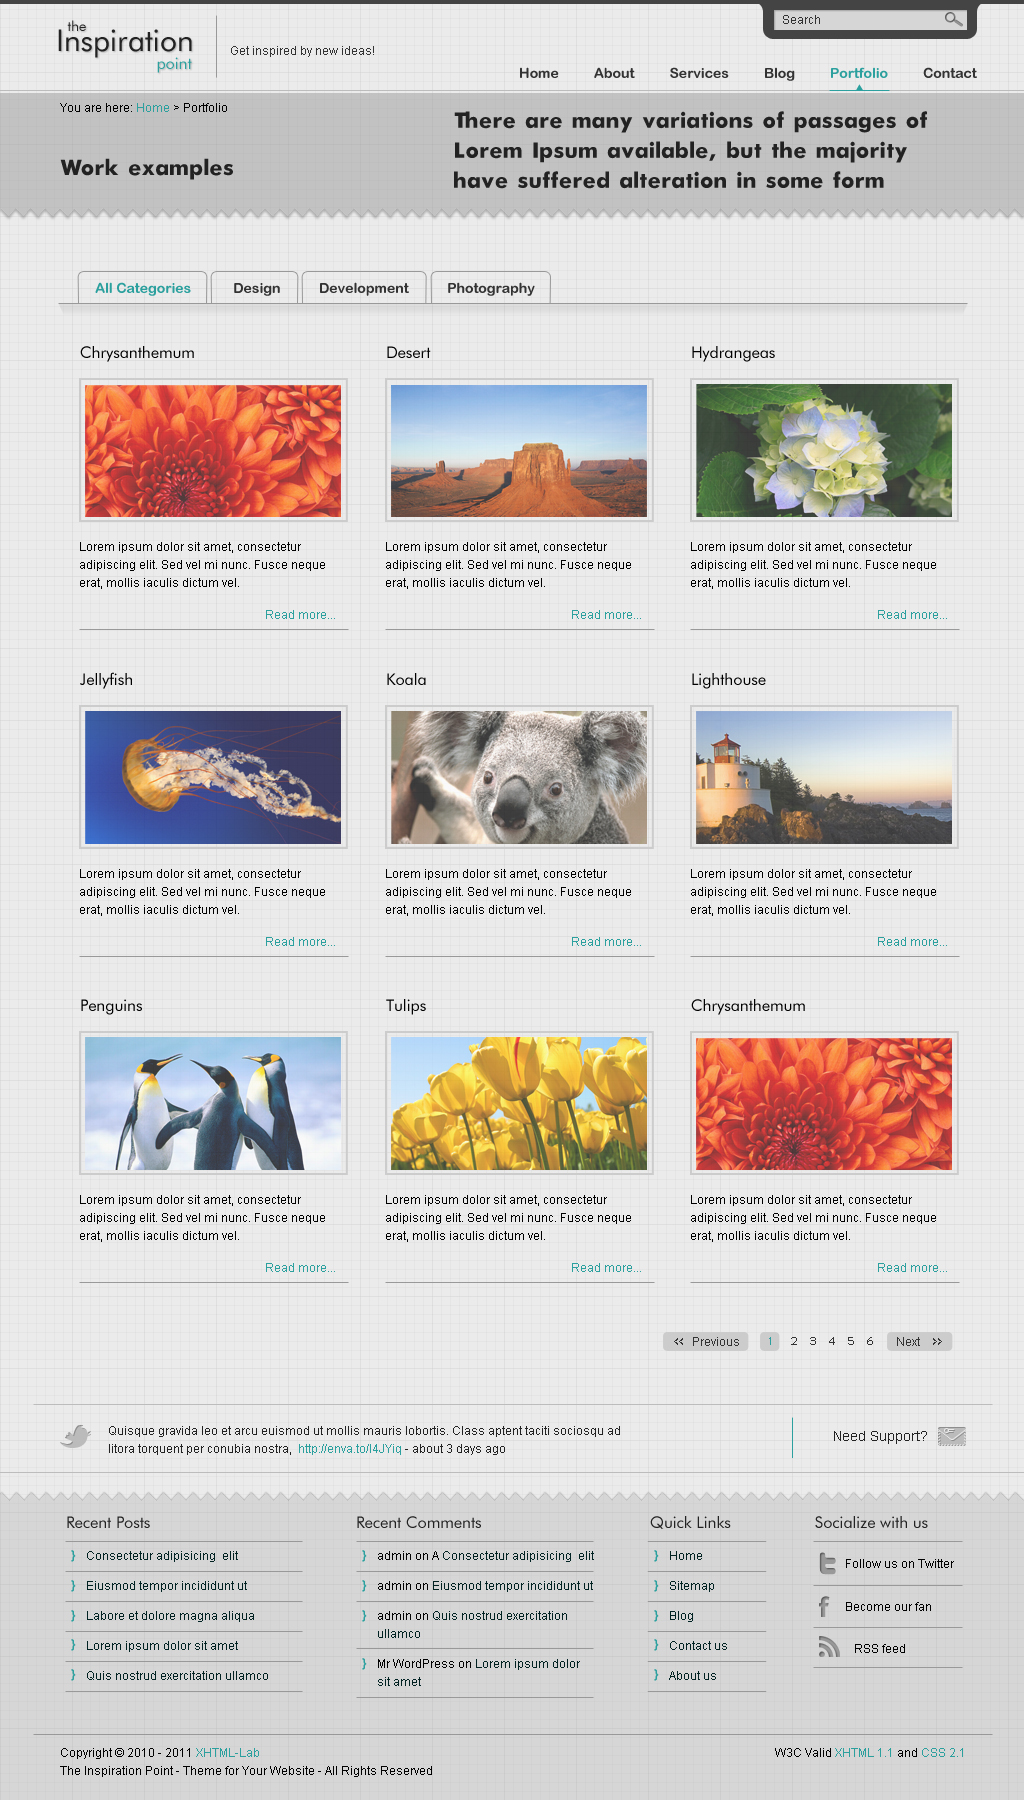 the
Inspiration
point
Get inspired by new ideas!
Search
Home About Services Blog Portfolio Contact
You are here: Home > Portfolio
Work examples
There are many variations of passages of
Lorem Ipsum available, but the majority
have suffered alteration in some form
All Categories Design Development Photography
Chrysanthemum
Lorem ipsum dolor sit amet, consectetur
adipiscing elit. Sed vel mi nunc. Fusce neque
erat, mollis iaculis dictum vel.
Read more...
Desert
Lorem ipsum dolor sit amet, consectetur
adipiscing elit. Sed vel mi nunc. Fusce neque
erat, mollis iaculis dictum vel.
Read more...
Hydrangeas
Lorem ipsum dolor sit amet, consectetur
adipiscing elit. Sed vel mi nunc. Fusce neque
erat, mollis iaculis dictum vel.
Read more...
Jellyfish
Lorem ipsum dolor sit amet, consectetur
adipiscing elit. Sed vel mi nunc. Fusce neque
erat, mollis iaculis dictum vel.
Read more...
Koala
Lorem ipsum dolor sit amet, consectetur
adipiscing elit. Sed vel mi nunc. Fusce neque
erat, mollis iaculis dictum vel.
Read more...
Lighthouse
Lorem ipsum dolor sit amet, consectetur
adipiscing elit. Sed vel mi nunc. Fusce neque
erat, mollis iaculis dictum vel.
Read more...
Penguins
Lorem ipsum dolor sit amet, consectetur
adipiscing elit. Sed vel mi nunc. Fusce neque
erat, mollis iaculis dictum vel.
Read more...
Tulips
Lorem ipsum dolor sit amet, consectetur
adipiscing elit. Sed vel mi nunc. Fusce neque
erat, mollis iaculis dictum vel.
Read more...
Chrysanthemum
Lorem ipsum dolor sit amet, consectetur
adipiscing elit. Sed vel mi nunc. Fusce neque
erat, mollis iaculis dictum vel.
Read more...
« Previous 1 2 3 4 5 6 Next »
Quisque gravida leo et arcu euismod ut mollis mauris lobortis. Class aptent taciti sociosqu ad
litora torquent per conubia nostra, http://enva.to/I4JYiq - about 3 days ago
Need Support?
Recent Posts
Consectetur adipisicing elit
Eiusmod tempor incididunt ut
Labore et dolore magna aliqua
Lorem ipsum dolor sit amet
Quis nostrud exercitation ullamco
Recent Comments
admin on A Consectetur adipisicing elit
admin on Eiusmod tempor incididunt ut
admin on Quis nostrud exercitation
ullamco
Mr WordPress on Lorem ipsum dolor
sit amet
Quick Links
Home
Sitemap
Blog
Contact us
About us
Socialize with us
Follow us on Twitter
Become our fan
RSS feed
Copyright © 2010 - 2011 XHTML-Lab
The Inspiration Point - Theme for Your Website - All Rights Reserved
W3C Valid XHTML 1.1 and CSS 2.1